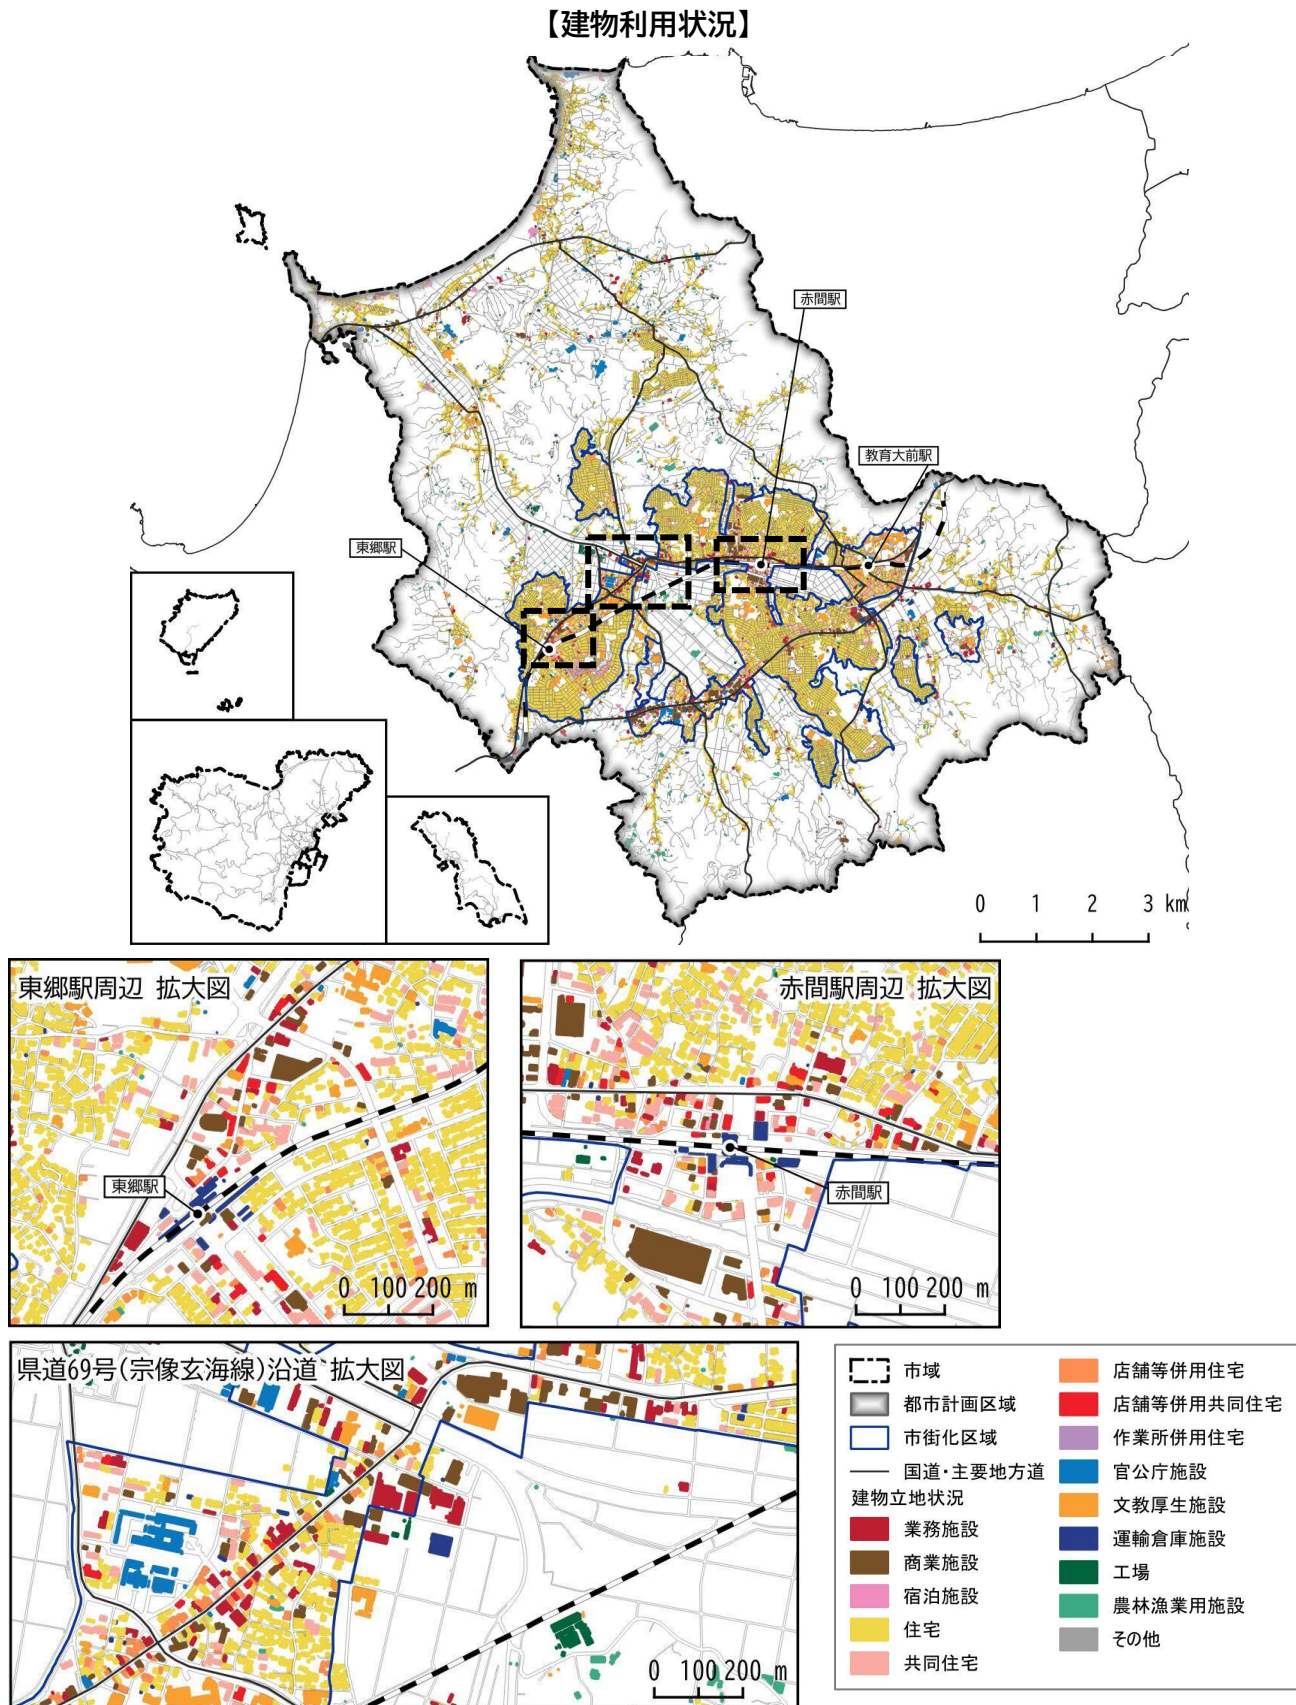 【建物利用状況】
赤間駅
教育大前駅
東郷駅
0 1 2 3 km
東郷駅周辺 拡大図
東郷駅
0 100 200 m
赤間駅周辺 拡大図
赤間駅
0 100 200 m
県道69号(宗像玄海線)沿道 拡大図
0 100 200 m
市域
都市計画区域
市街化区域
国道・主要地方道
建物立地状況
業務施設
商業施設
宿泊施設
住宅
共同住宅
店舗等併用住宅
店舗等併用共同住宅
作業所併用住宅
官公庁施設
文教厚生施設
運輸倉庫施設
工場
農林漁業用施設
その他